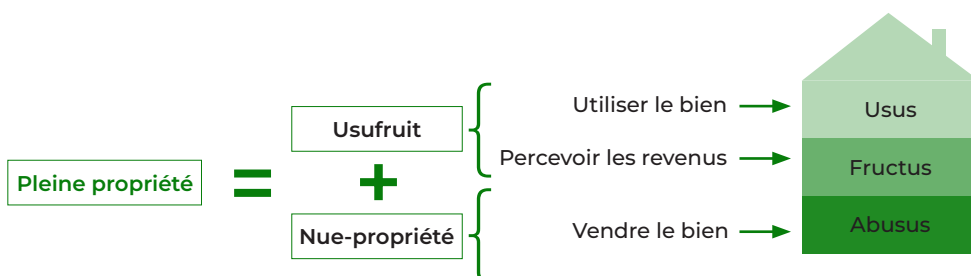 Pleine propriété
=
Usufruit
+
Nue-propriété
Utiliser le bien
Percevoir les revenus
Vendre le bien
Usus
Fructus
Abusus